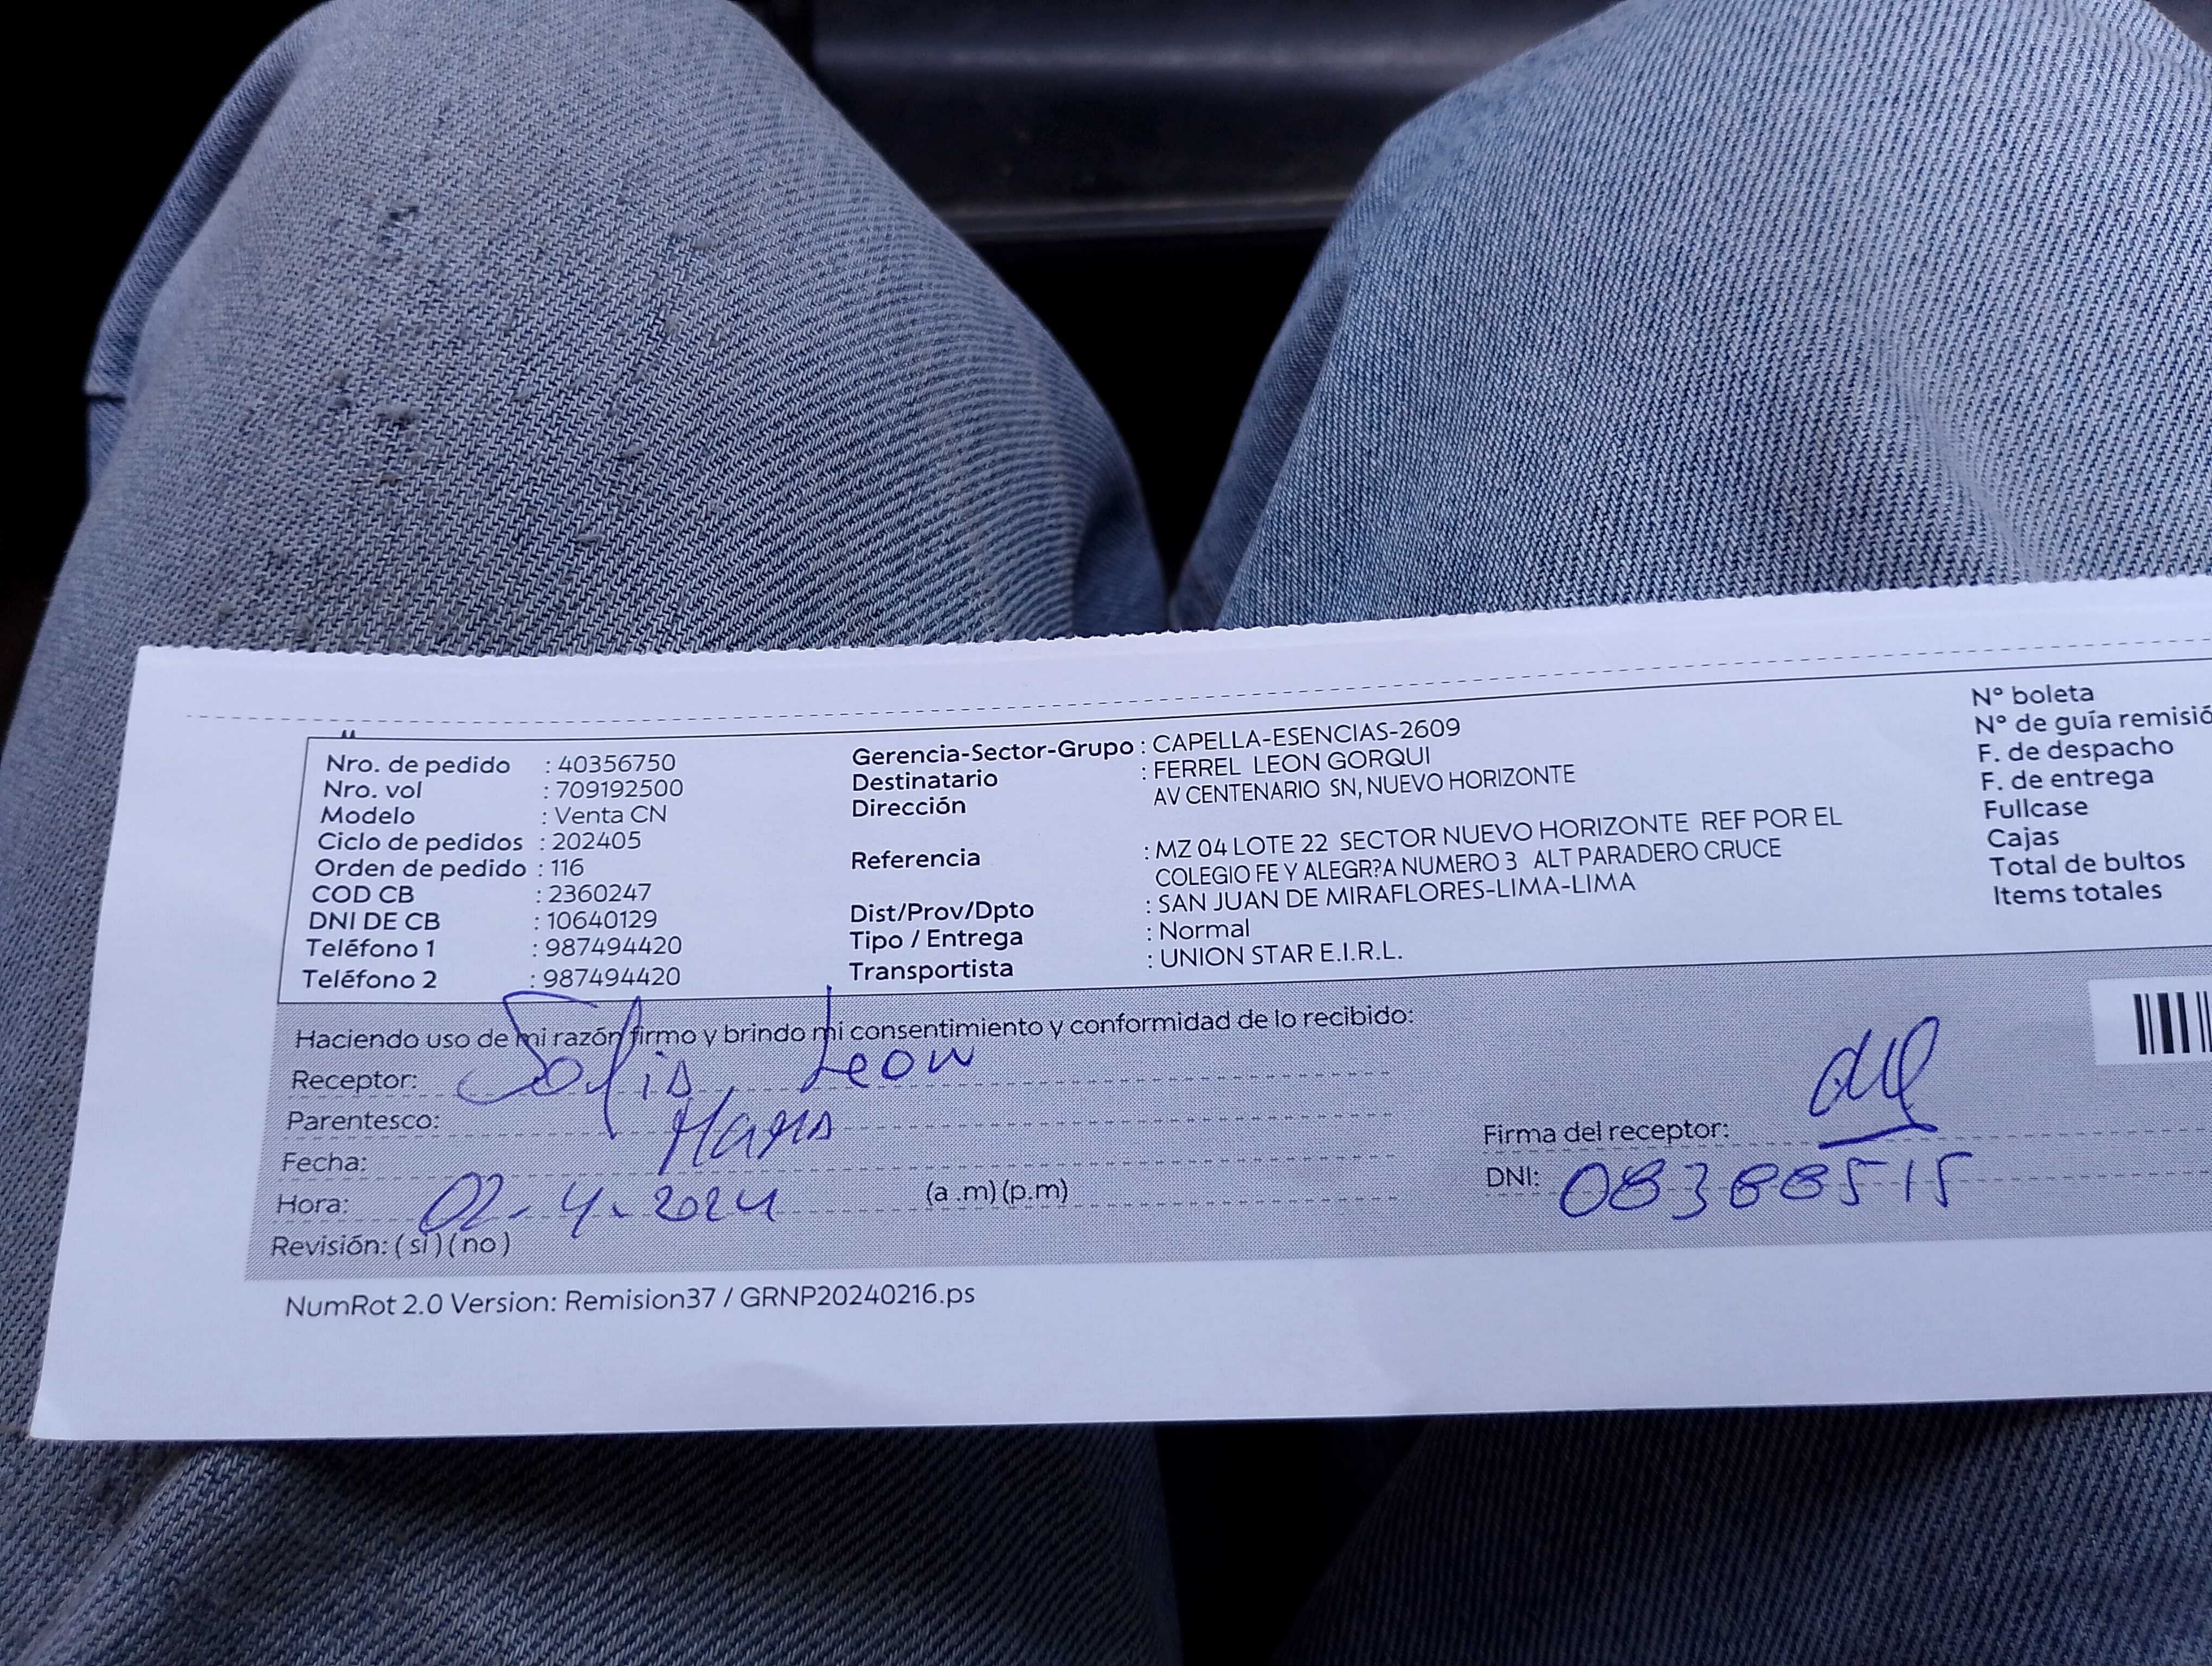 Nro. de pedido : 40356750
Nro. vol : 709192500
Modelo : Venta CN
Ciclo de pedidos : 202405
Orden de pedido : 116
COD CB : 2360247
DNI DE CB : 10640129
Teléfono 1 : 987494420
Teléfono 2 : 987494420
Gerencia-Sector-Grupo : CAPELLA-ESENCIAS-2609
Destinatario : FERREL LEON GORQUI
Dirección AV CENTENARIO SN, NUEVO HORIZONTE
Referencia : MZ 04 LOTE 22 SECTOR NUEVO HORIZONTE REF POR EL
COLEGIO FE Y ALEGR?A NUMERO 3 ALT PARADERO CRUCE
Dist/Prov/Dpto : SAN JUAN DE MIRAFLORES-LIMA-LIMA
Tipo / Entrega : Normal
Transportista : UNION STAR E.I.R.L.
N° boleta
N° de guía remisió
F. de despacho
F. de entrega
Fullcase
Cajas
Total de bultos
Items totales
Haciendo uso de mi razón firmo y brindo mi consentimiento y conformidad de lo recibido:
Receptor: Solis Leon
Parentesco:
Fecha:
Hora: 02-4-2024 (a .m) (p.m)
Revisión: ( si ) ( no )
Firma del receptor:
DNI: 08388515
NumRot 2.0 Version: Remision37 / GRNP20240216.ps